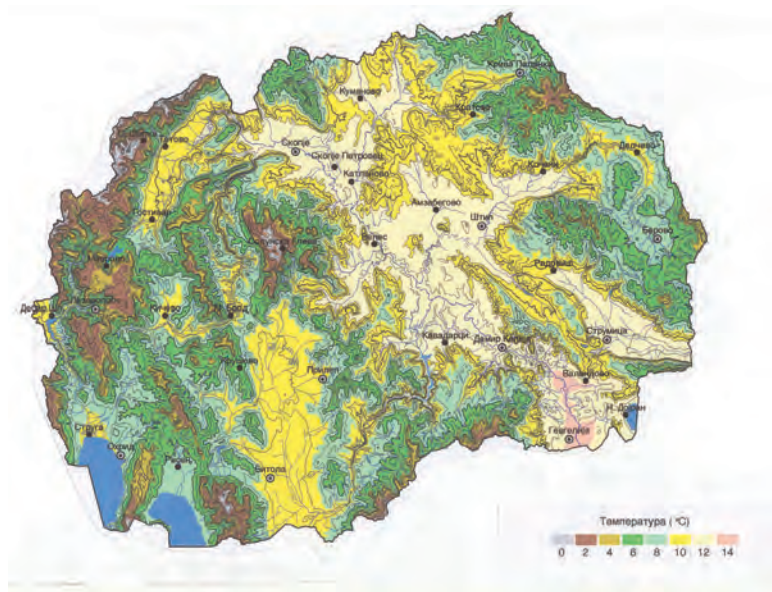 Крива Паланка
Куманово
Кратово
Скопје
Делчево
Скопје Петровец
Кочани
Катланово
Гостивар
Амзабегово
Штип
Берово
Велес
Маврово
Радовиш
Дебар
Кичево
М. Брод
Струмица
Кавадарци
Демир Капија
Крушево
Прилеп
Валандово
Н. Дојран
Струга
Гевгелија
Охрид
Ресен
Битола
Температура ( °C)
0 2 4 6 8 10 12 14